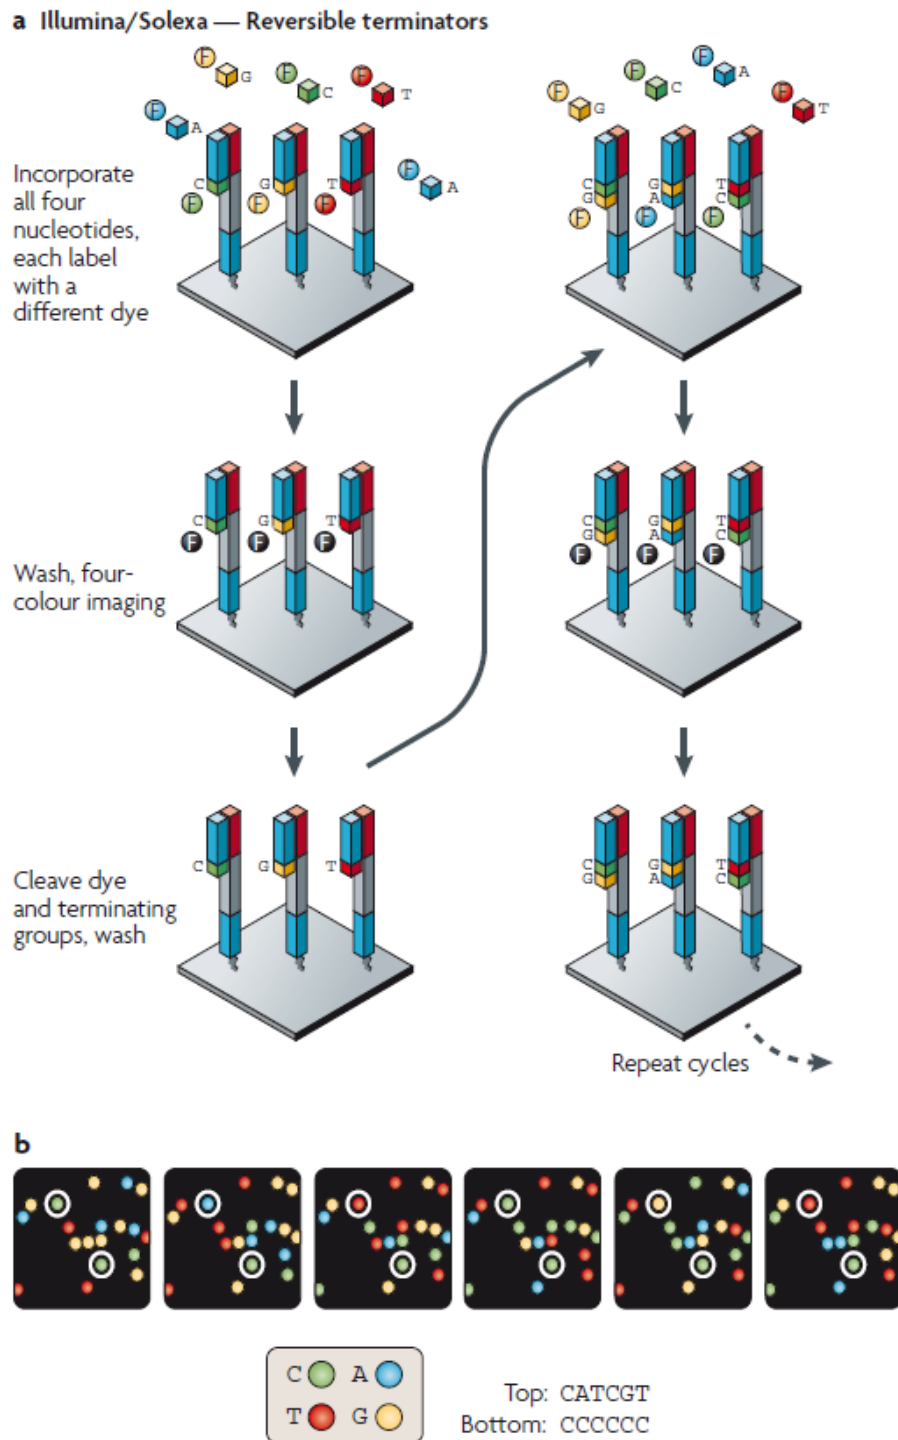 a Illumina/Solexa — Reversible terminators
F G
F C
F T
F A
F A
C F
G F
T F
Incorporate
all four
nucleotides,
each label
with a
different dye
F G
F C
F A
F T
C
G
F
G
A
F
T
C
F
C F
G F
T F
Wash, four-
colour imaging
C
G
F
G
A
F
T
C
F
C
G
T
Cleave dye
and terminating
groups, wash
C
G
G
A
T
C
Repeat cycles
b
C A
T G
Top: CATCGT
Bottom: CCCCCC